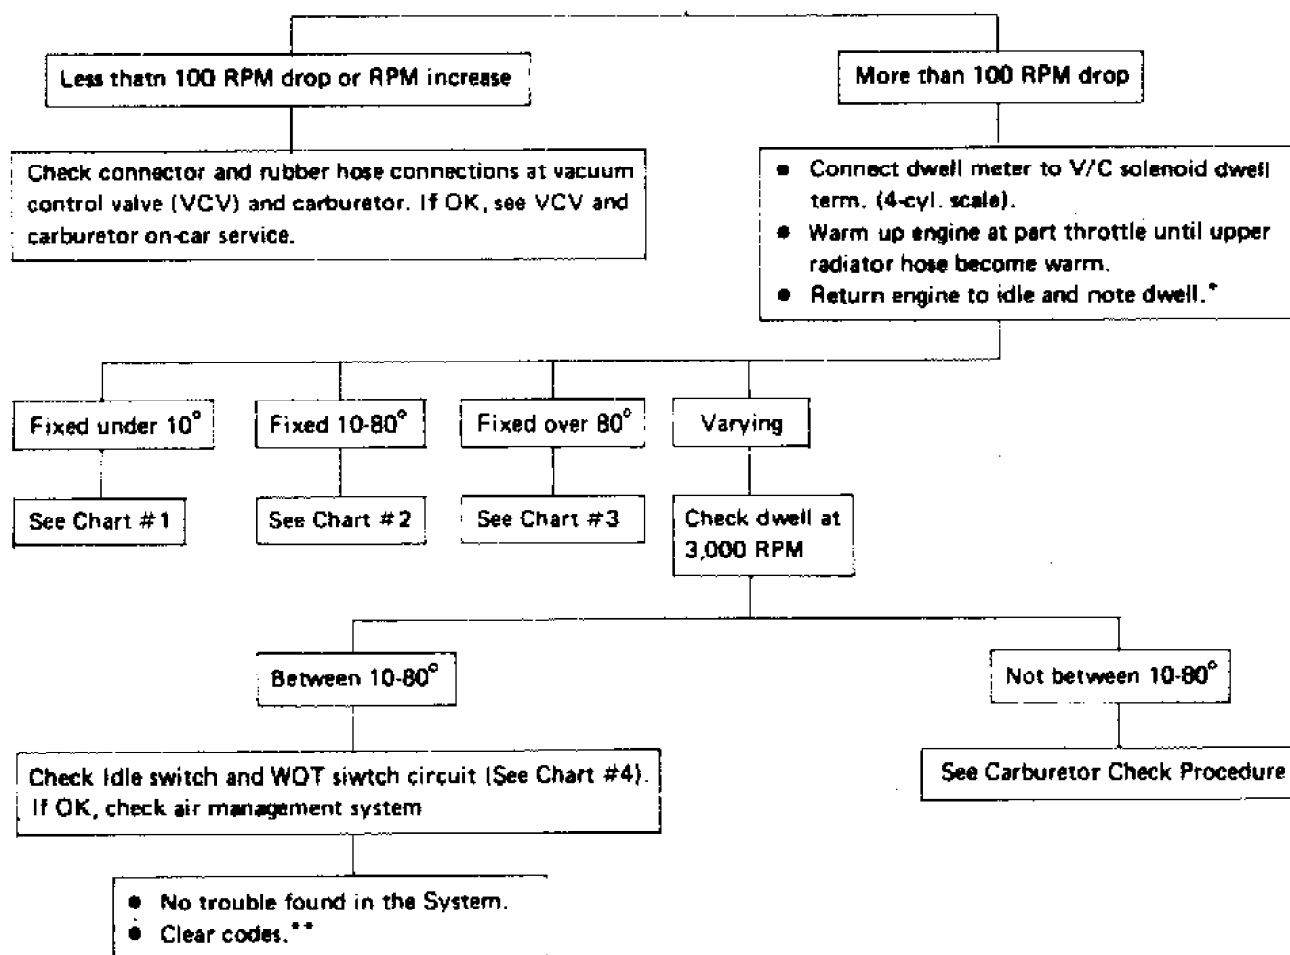 Less thatn 100 RPM drop or RPM increase
More than 100 RPM drop
Check connector and rubber hose connections at vacuum
control valve (VCV) and carburetor. If OK, see VCV and
carburetor on-car service.
● Connect dwell meter to V/C solenoid dwell
term. (4-cyl. scale).
● Warm up engine at part throttle until upper
radiator hose become warm.
● Return engine to idle and note dwell.*
Fixed under 10°
Fixed 10-80°
Fixed over 80°
Varying
See Chart #1
See Chart #2
See Chart #3
Check dwell at
3,000 RPM
Between 10-80°
Not between 10-80°
Check Idle switch and WOT siwtch circuit (See Chart #4).
If OK, check air management system
See Carburetor Check Procedure
● No trouble found in the System.
● Clear codes.**